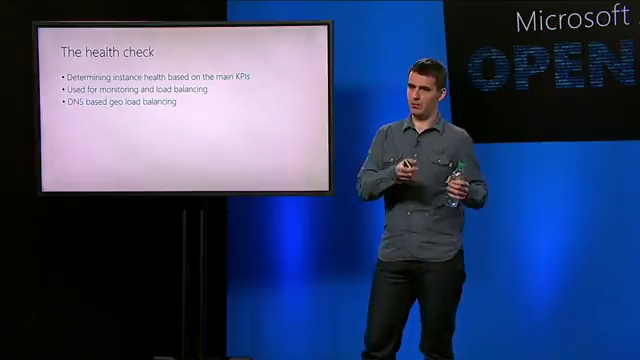 The health check
• Determining instance health based on the main KPIs
• Used for monitoring and load balancing
• DNS based geo load balancing
Microsoft
OPEN